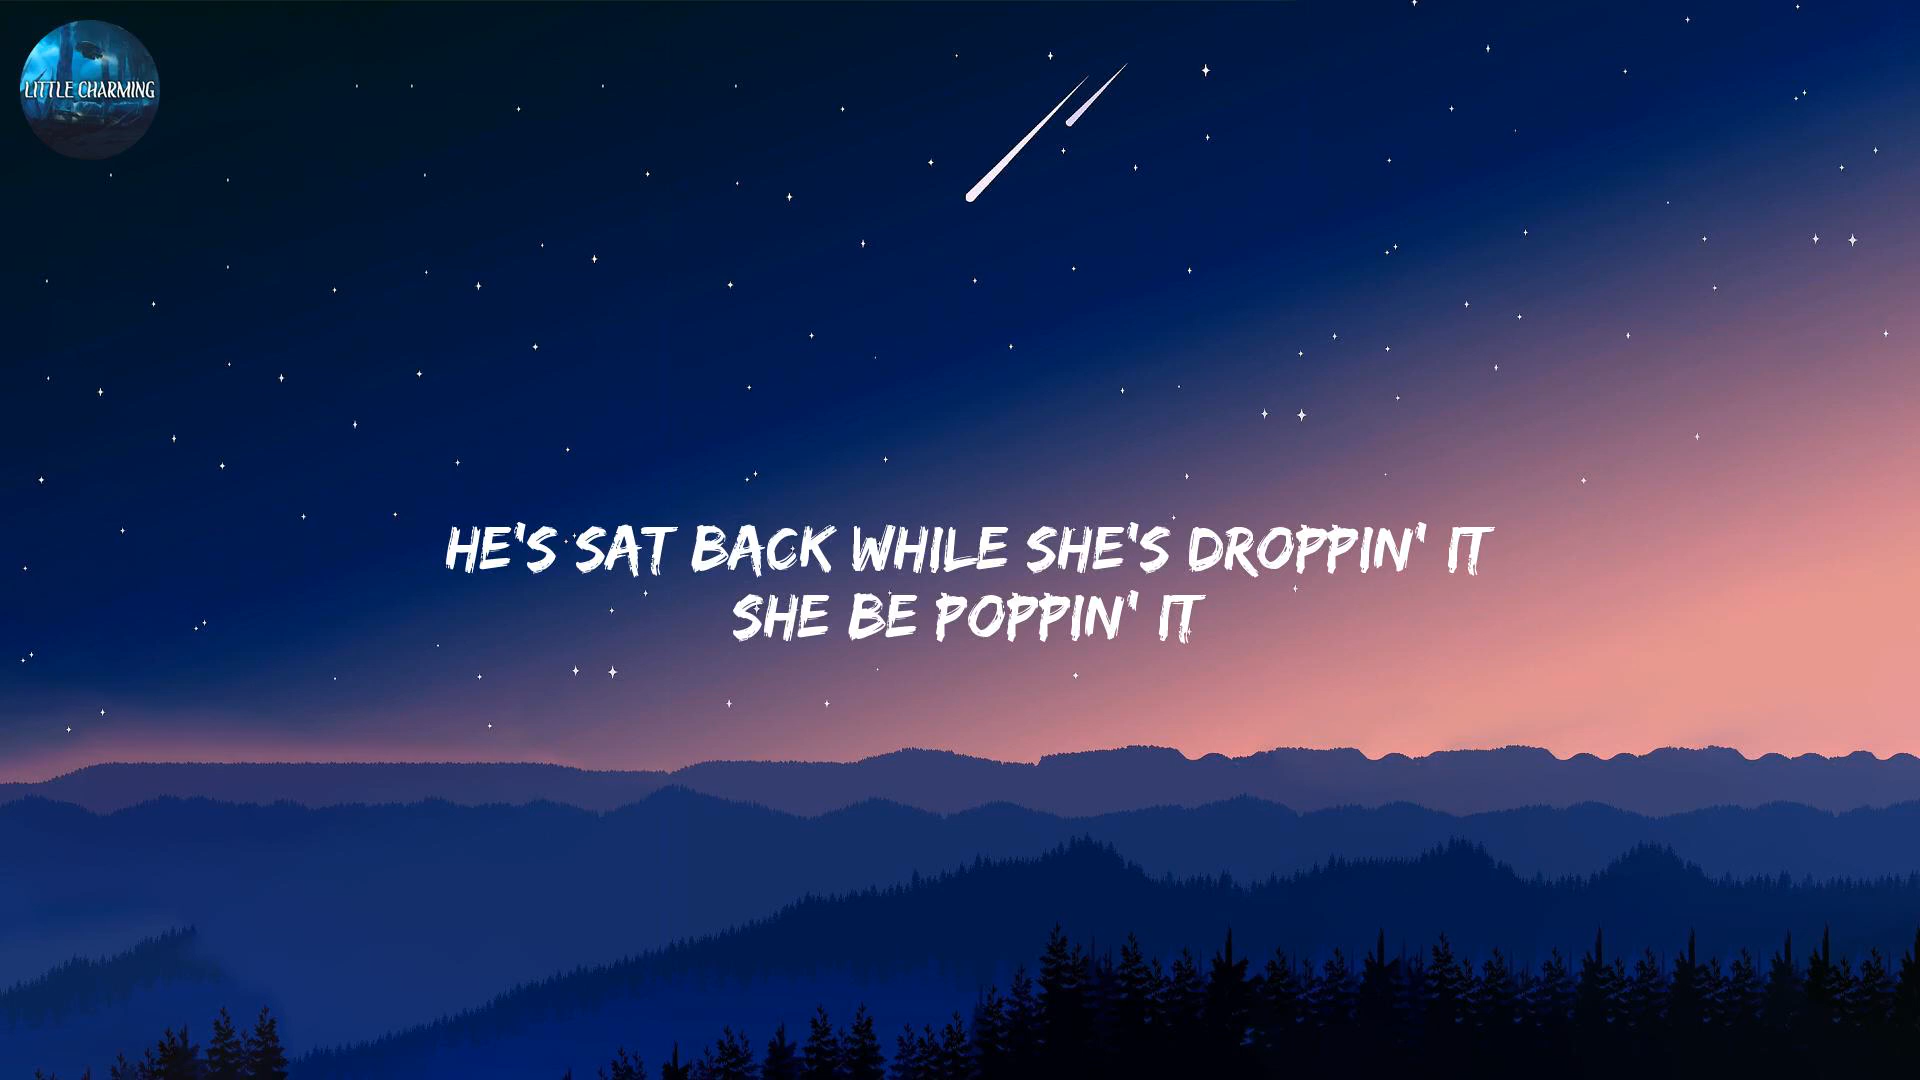 LITTLE CHARMING
HE'S SAT BACK WHILE SHE'S DROPPIN' IT
SHE BE POPPIN' IT